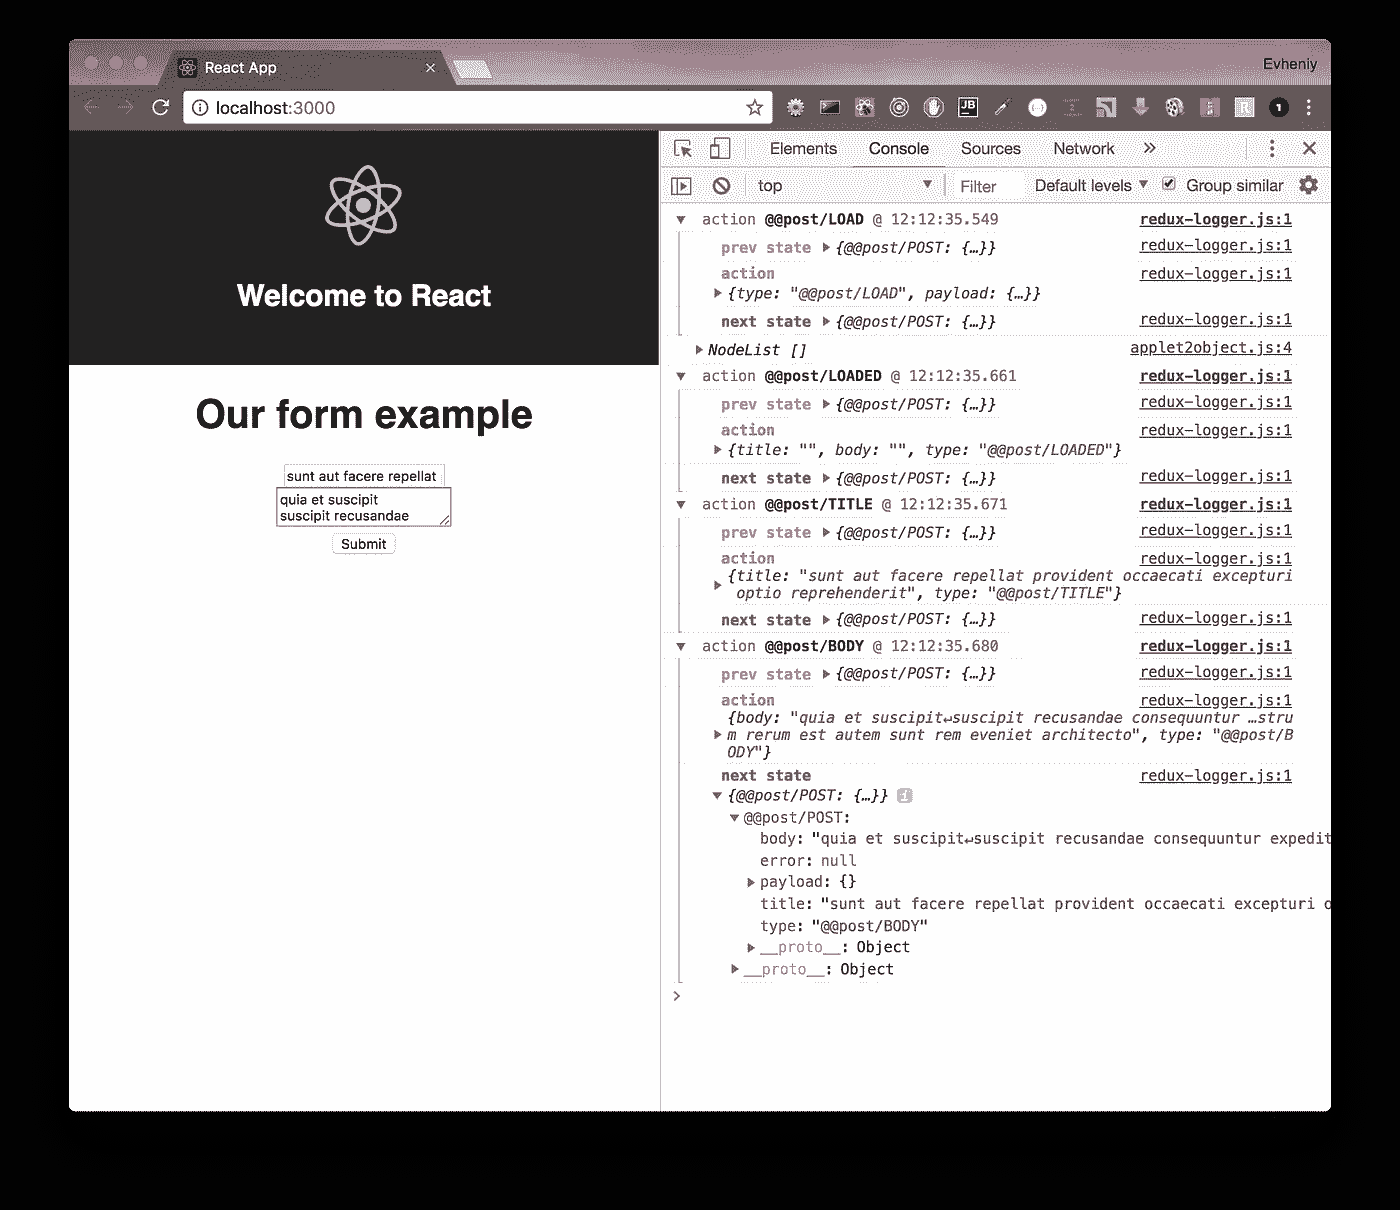 React App
Evheniy
localhost:3000
JB
1
Welcome to React
Our form example
sunt aut facere repellat
quia et suscipit
suscipit recusandae
Submit
Elements Console Sources Network
top Filter Default levels Group similar
action @@post/LOAD @ 12:12:35.549 redux-logger.js:1
prev state {@@post/POST: {…}} redux-logger.js:1
action redux-logger.js:1
{type: "@@post/LOAD", payload: {…}}
next state {@@post/POST: {…}} redux-logger.js:1
NodeList [] applet2object.js:4
action @@post/LOADED @ 12:12:35.661 redux-logger.js:1
prev state {@@post/POST: {…}} redux-logger.js:1
action redux-logger.js:1
{title: "", body: "", type: "@@post/LOADED"}
next state {@@post/POST: {…}} redux-logger.js:1
action @@post/TITLE @ 12:12:35.671 redux-logger.js:1
prev state {@@post/POST: {…}} redux-logger.js:1
action redux-logger.js:1
{title: "sunt aut facere repellat provident occaecati excepturi
optio reprehenderit", type: "@@post/TITLE"}
next state {@@post/POST: {…}} redux-logger.js:1
action @@post/BODY @ 12:12:35.680 redux-logger.js:1
prev state {@@post/POST: {…}} redux-logger.js:1
action redux-logger.js:1
{body: "quia et suscipit↵suscipit recusandae consequuntur …stru
m rerum est autem sunt rem eveniet architecto", type: "@@post/B
ODY"}
next state redux-logger.js:1
{@@post/POST: {…}} i
@@post/POST:
body: "quia et suscipit↵suscipit recusandae consequuntur expedit
error: null
payload: {}
title: "sunt aut facere repellat provident occaecati excepturi o
type: "@@post/BODY"
__proto__: Object
__proto__: Object